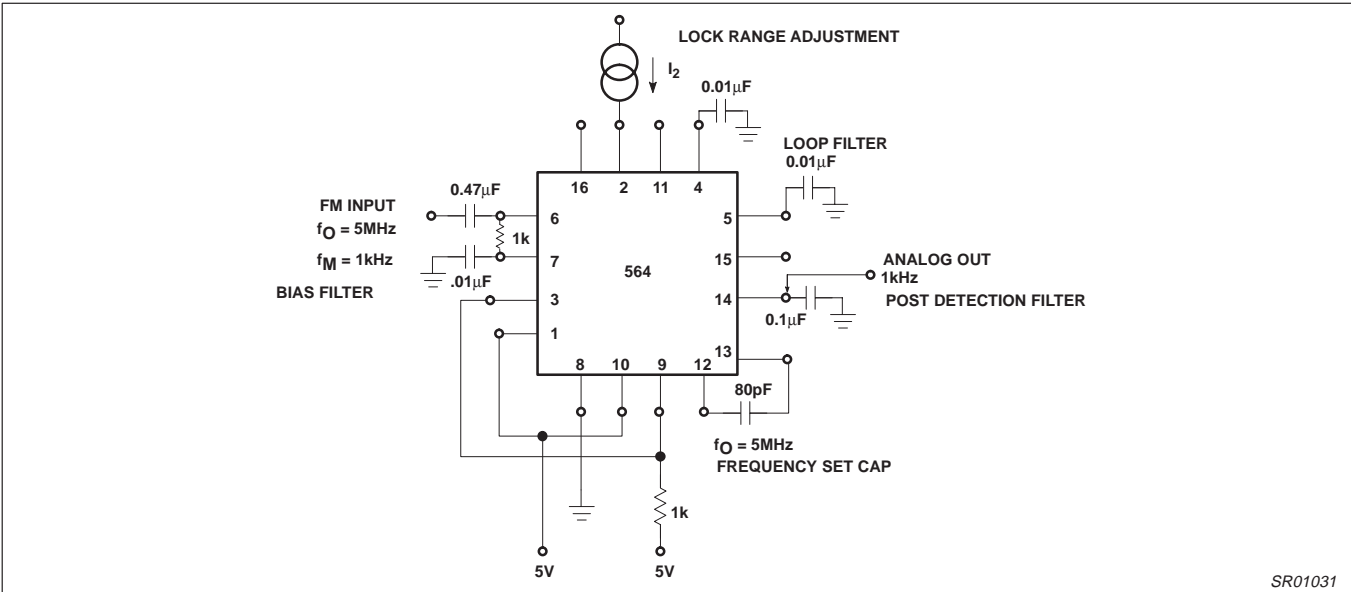 LOCK RANGE ADJUSTMENT
I2
0.01μF
LOOP FILTER
0.01μF
16 2 11 4
0.47μF
FM INPUT
fO = 5MHz
fM = 1kHz
BIAS FILTER
.01μF
1k
6
7
3
1
564
5
15
14
13
ANALOG OUT
1kHz
POST DETECTION FILTER
0.1μF
8 10 9 12
80pF
fO = 5MHz
FREQUENCY SET CAP
1k
5V 5V
SR01031